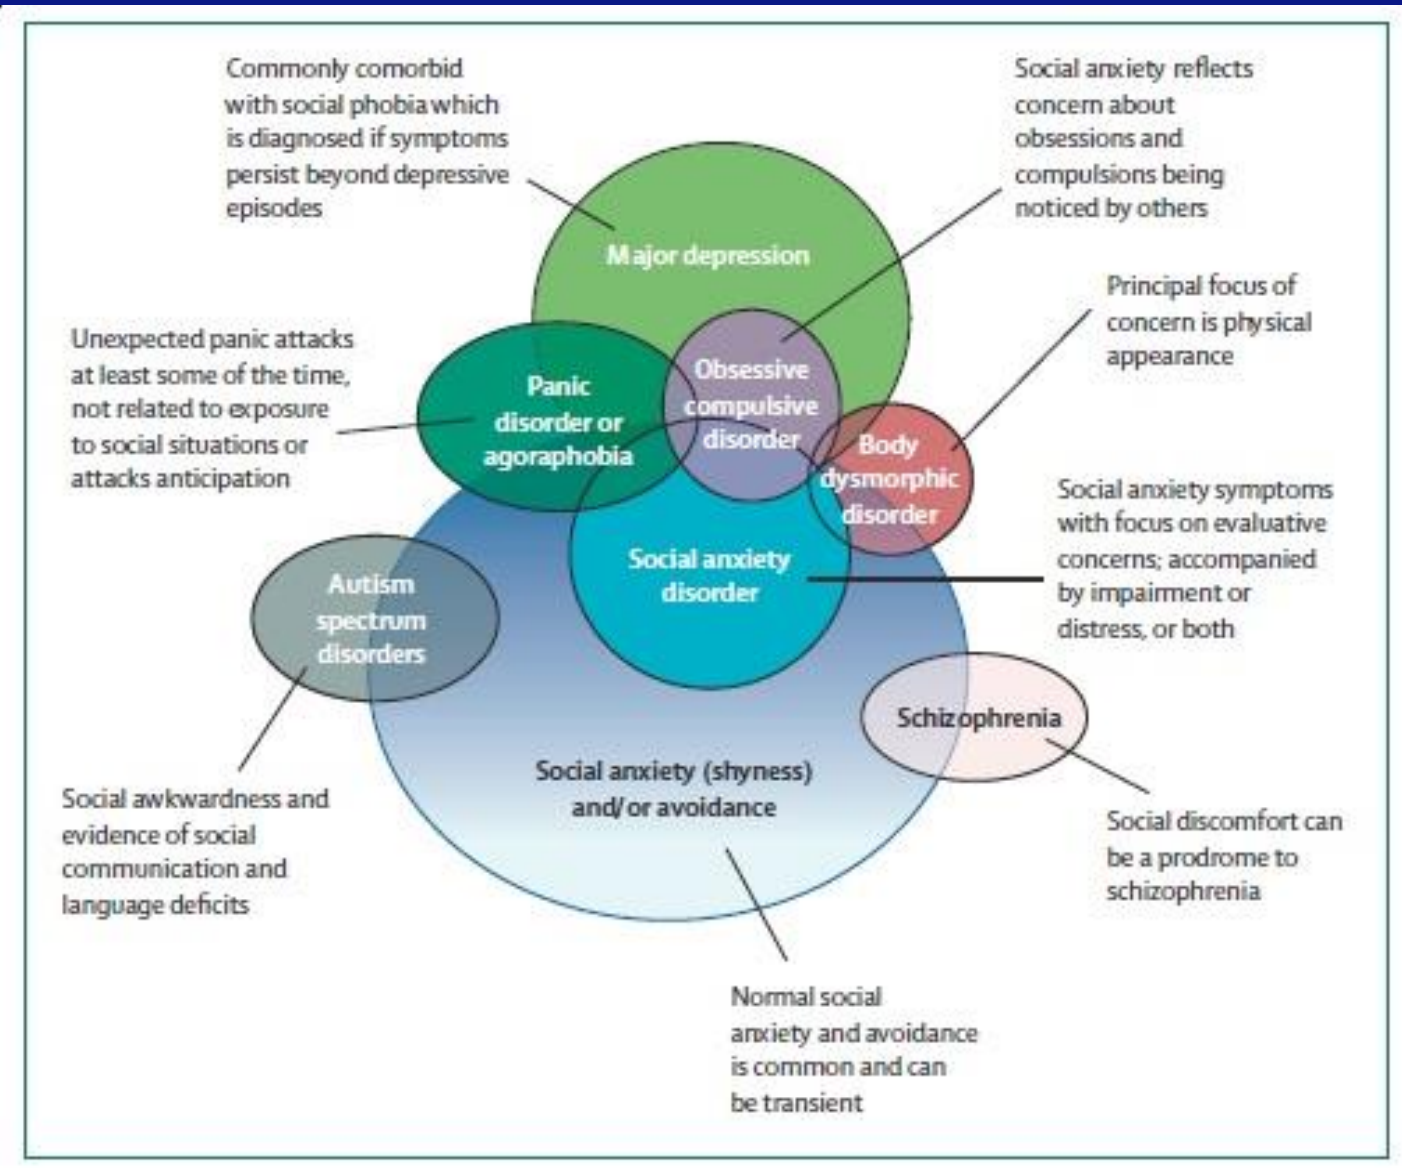 Commonly comorbid
with social phobia which
is diagnosed if symptoms
persist beyond depressive
episodes
Social anxiety reflects
concern about
obsessions and
compulsions being
noticed by others
Major depression
Principal focus of
concern is physical
appearance
Unexpected panic attacks
at least some of the time,
not related to exposure
to social situations or
attacks anticipation
Panic
disorder or
agoraphobia
Obsessive
compulsive
disorder
Body
dysmorphic
disorder
Social anxiety symptoms
with focus on evaluative
concerns; accompanied
by impairment or
distress, or both
Social anxiety
disorder
Autism
spectrum
disorders
Schizophrenia
Social anxiety (shyness)
and/or avoidance
Social awkwardness and
evidence of social
communication and
language deficits
Social discomfort can
be a prodrome to
schizophrenia
Normal social
anxiety and avoidance
is common and can
be transient